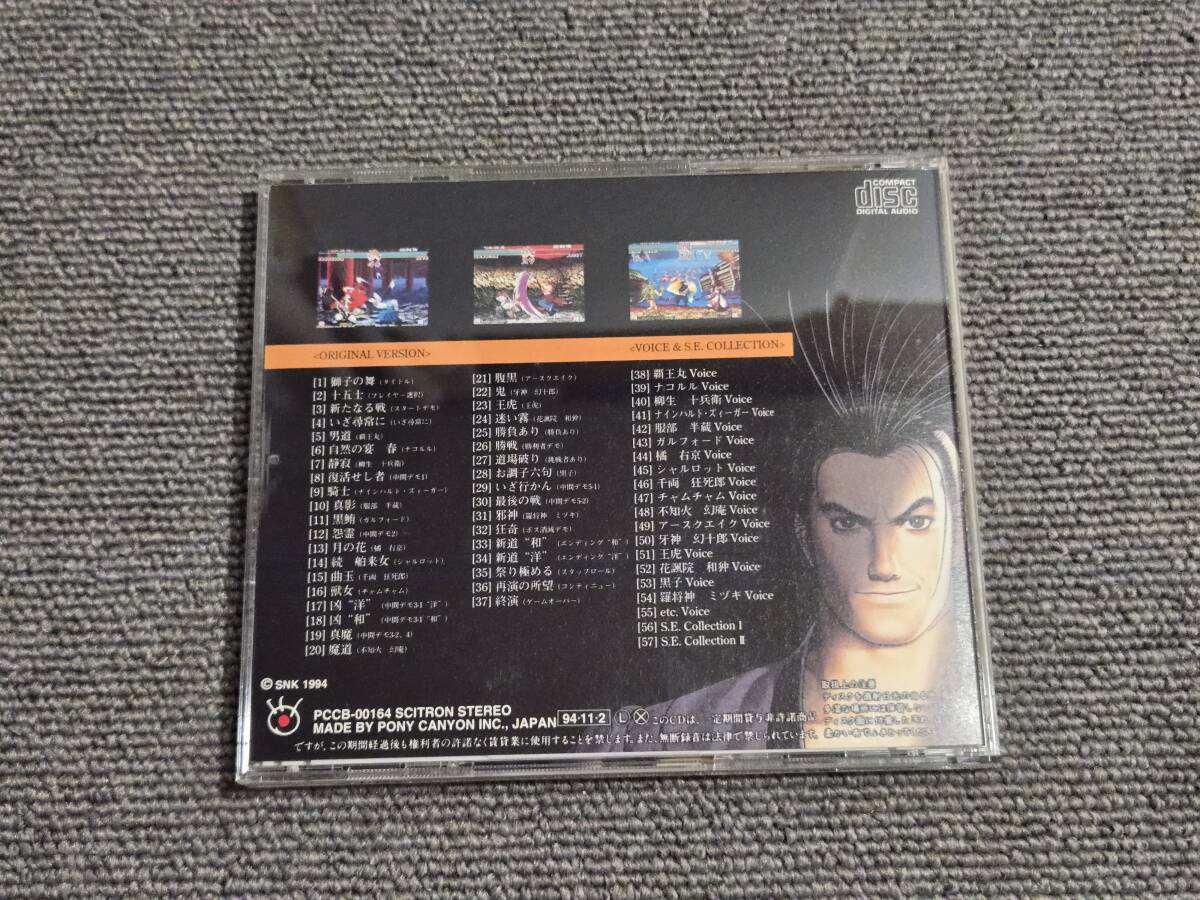 COMPACT
disc
DIGITAL AUDIO
<ORIGINAL VERSION>
<VOICE & S.E. COLLECTION>
[1] 獅子の舞 (タイトル)
[2] 十五士 (プレイヤー選択)
[3] 新たなる戦 (スタートデモ)
[4] いざ尋常に (いざ尋常に)
[5] 男道 (覇王丸)
[6] 自然の宴 春 (ナコルル)
[7] 静寂 (柳生 十兵衛)
[8] 復活せし者 (中間デモ1)
[9] 騎士 (ナインハルト・ズィーガー)
[10] 真影 (服部 半蔵)
[11] 黒鮪 (ガルフォード)
[12] 怨霊 (中間デモ2)
[13] 月の花 (橘 右京)
[14] 続 舶来女 (シャルロット)
[15] 曲玉 (千両 狂死郎)
[16] 獣女 (チャムチャム)
[17] 凶“洋” (中間デモ3-1“洋”)
[18] 凶“和” (中間デモ3-1“和”)
[19] 真魔 (中間デモ3-2、4)
[20] 魔道 (不知火 幻庵)
[21] 腹黒 (アースクエイク)
[22] 鬼 (牙神 幻十郎)
[23] 王虎 (王虎)
[24] 迷い霧 (花諷院 和狆)
[25] 勝負あり (勝負あり)
[26] 勝戦 (勝利者デモ)
[27] 道場破り (挑戦者あり)
[28] お調子六句 (黒子)
[29] いざ行かん (中間デモ5-1)
[30] 最後の戦 (中間デモ5-2)
[31] 邪神 (羅将神 ミヅキ)
[32] 狂奇 (ボス消滅デモ)
[33] 新道“和” (エンディング“和”)
[34] 新道“洋” (エンディング“洋”)
[35] 祭り極める (スタッフロール)
[36] 再演の所望 (コンティニュー)
[37] 終演 (ゲームオーバー)
[38] 覇王丸 Voice
[39] ナコルル Voice
[40] 柳生 十兵衛 Voice
[41] ナインハルト・ズィーガー Voice
[42] 服部 半蔵 Voice
[43] ガルフォード Voice
[44] 橘 右京 Voice
[45] シャルロット Voice
[46] 千両 狂死郎 Voice
[47] チャムチャム Voice
[48] 不知火 幻庵 Voice
[49] アースクエイク Voice
[50] 牙神 幻十郎 Voice
[51] 王虎 Voice
[52] 花諷院 和狆 Voice
[53] 黒子 Voice
[54] 羅将神 ミヅキ Voice
[55] etc. Voice
[56] S.E. Collection Ⅰ
[57] S.E. Collection Ⅱ
© SNK 1994
PCCB-00164 SCITRON STEREO
MADE BY PONY CANYON INC., JAPAN 94・11・2 Ⓛ Ⓧ このCDは、一定期間貸与非許諾商品
ですが、この期間経過後も権利者の許諾なく賃貸業に使用することを禁じます。また、無断録音は法律で禁じられています。
取扱上の注意
ディスクを直射日光の